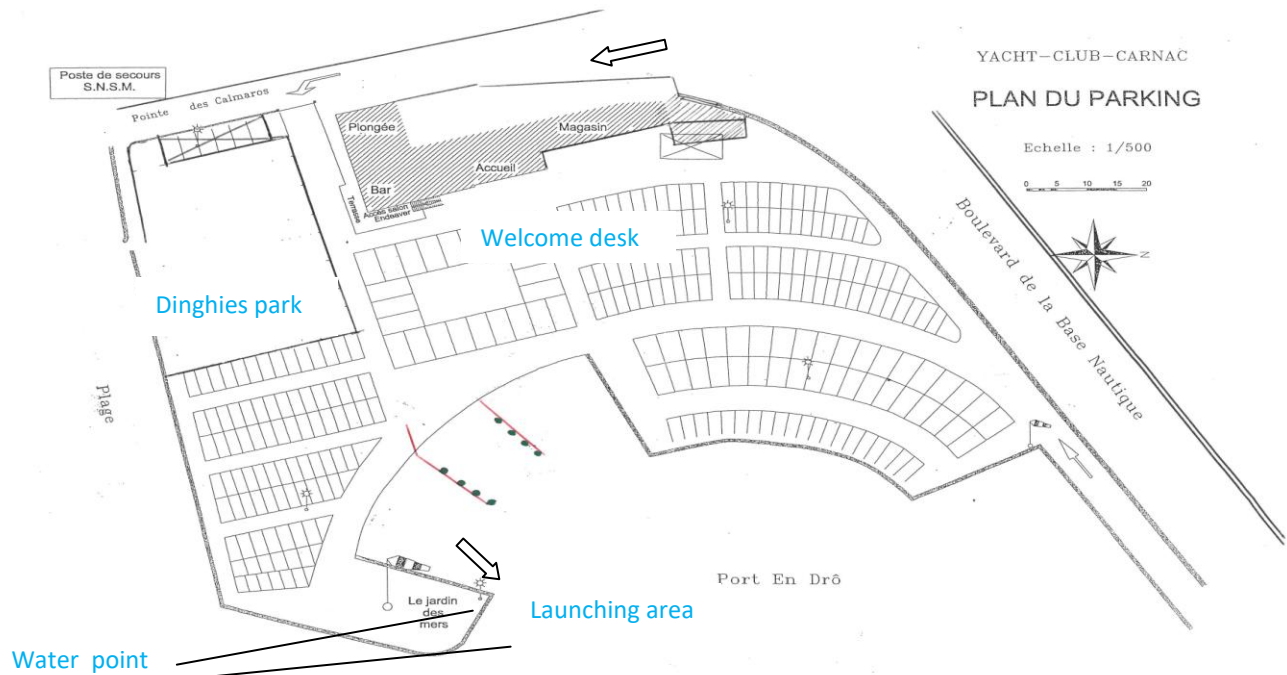 YACHT-CLUB-CARNAC
PLAN DU PARKING
Echelle : 1/500
0 5 10 15 20
N
Poste de secours
S.N.S.M.
Pointe des Calmaros
Plongée
Magasin
Accueil
Bar
Terrasse
Accès salon
Endeaver
Welcome desk
Dinghies park
Boulevard de la Base Nautique
Plage
Port En Drô
Le jardin
des
mers
Launching area
Water point